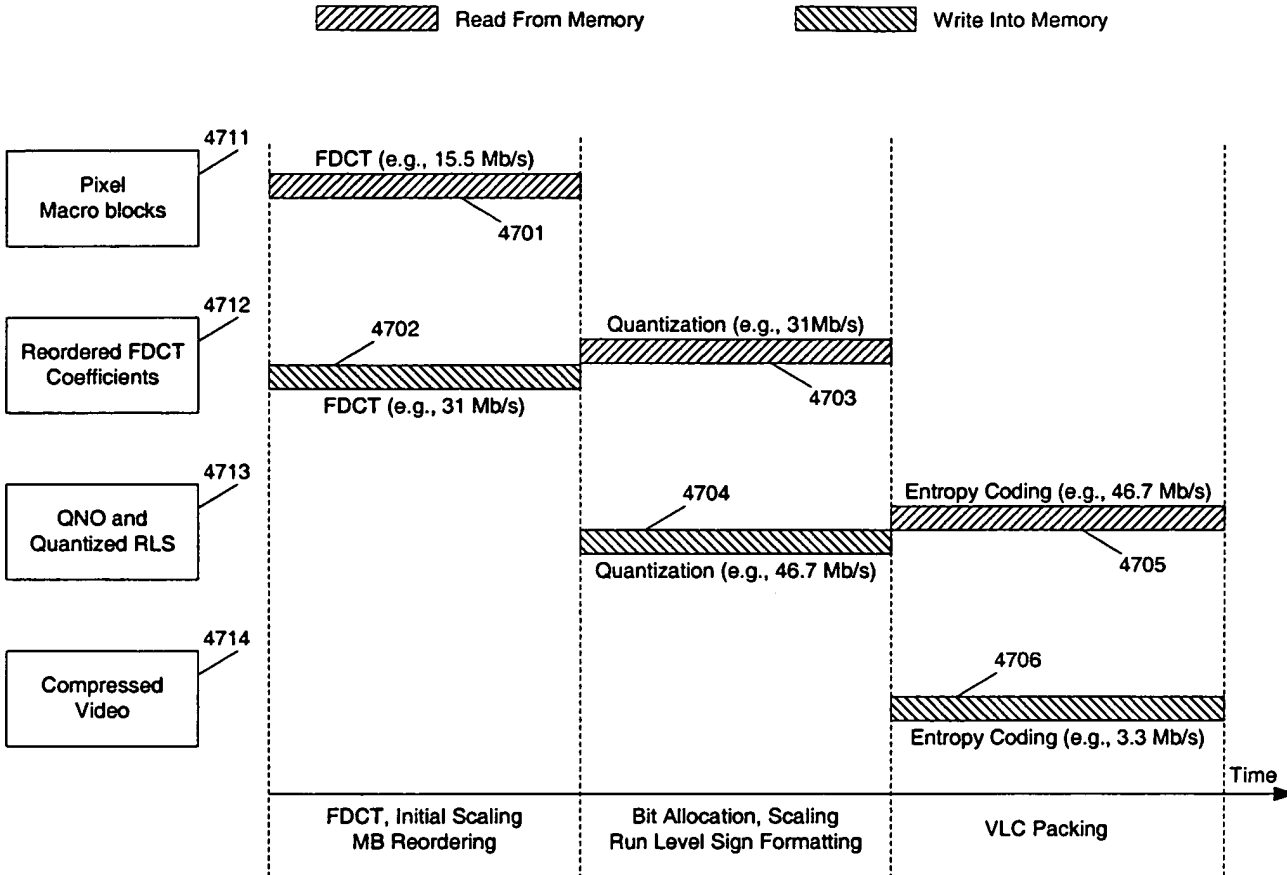 Read From Memory
Write Into Memory
4711
Pixel
Macro blocks
FDCT (e.g., 15.5 Mb/s)
4701
4712
Reordered FDCT
Coefficients
4702
FDCT (e.g., 31 Mb/s)
Quantization (e.g., 31Mb/s)
4703
4713
QNO and
Quantized RLS
4704
Quantization (e.g., 46.7 Mb/s)
Entropy Coding (e.g., 46.7 Mb/s)
4705
4714
Compressed
Video
4706
Entropy Coding (e.g., 3.3 Mb/s)
Time
FDCT, Initial Scaling
MB Reordering
Bit Allocation, Scaling
Run Level Sign Formatting
VLC Packing